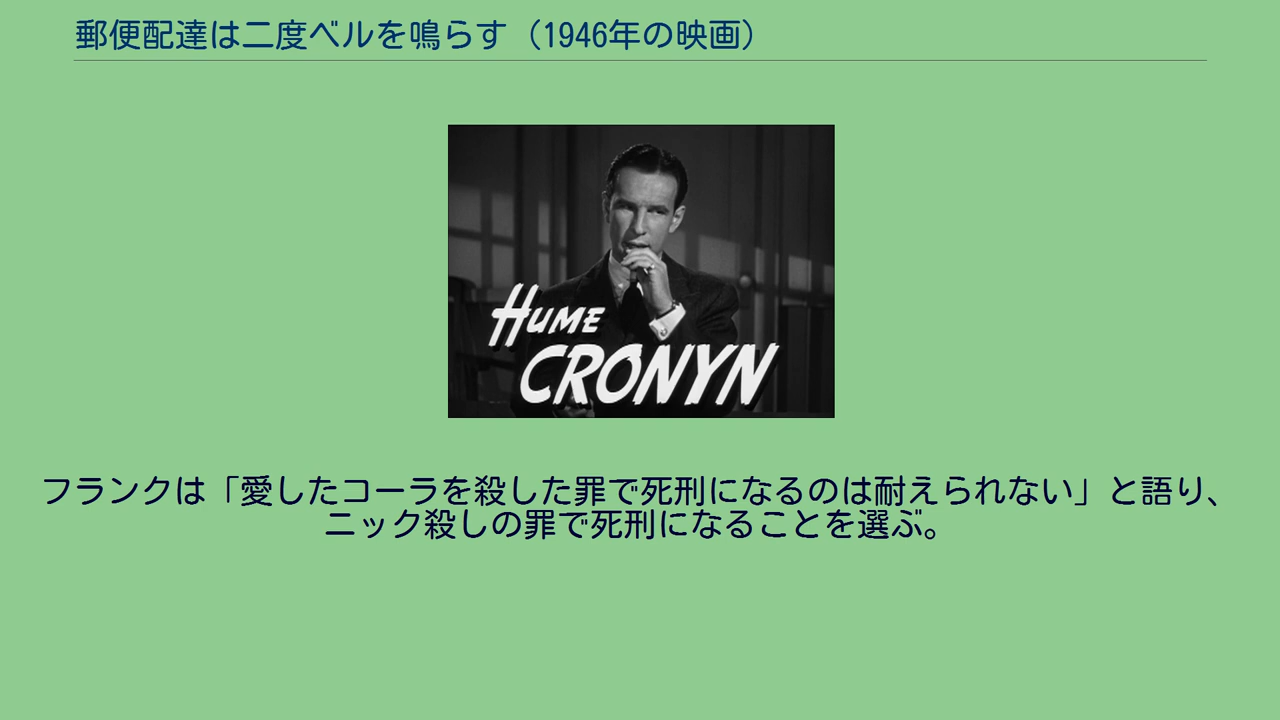 郵便配達は二度ベルを鳴らす（1946年の映画）
HUME
CRONYN
フランクは「愛したコーラを殺した罪で死刑になるのは耐えられない」と語り、
ニック殺しの罪で死刑になることを選ぶ。